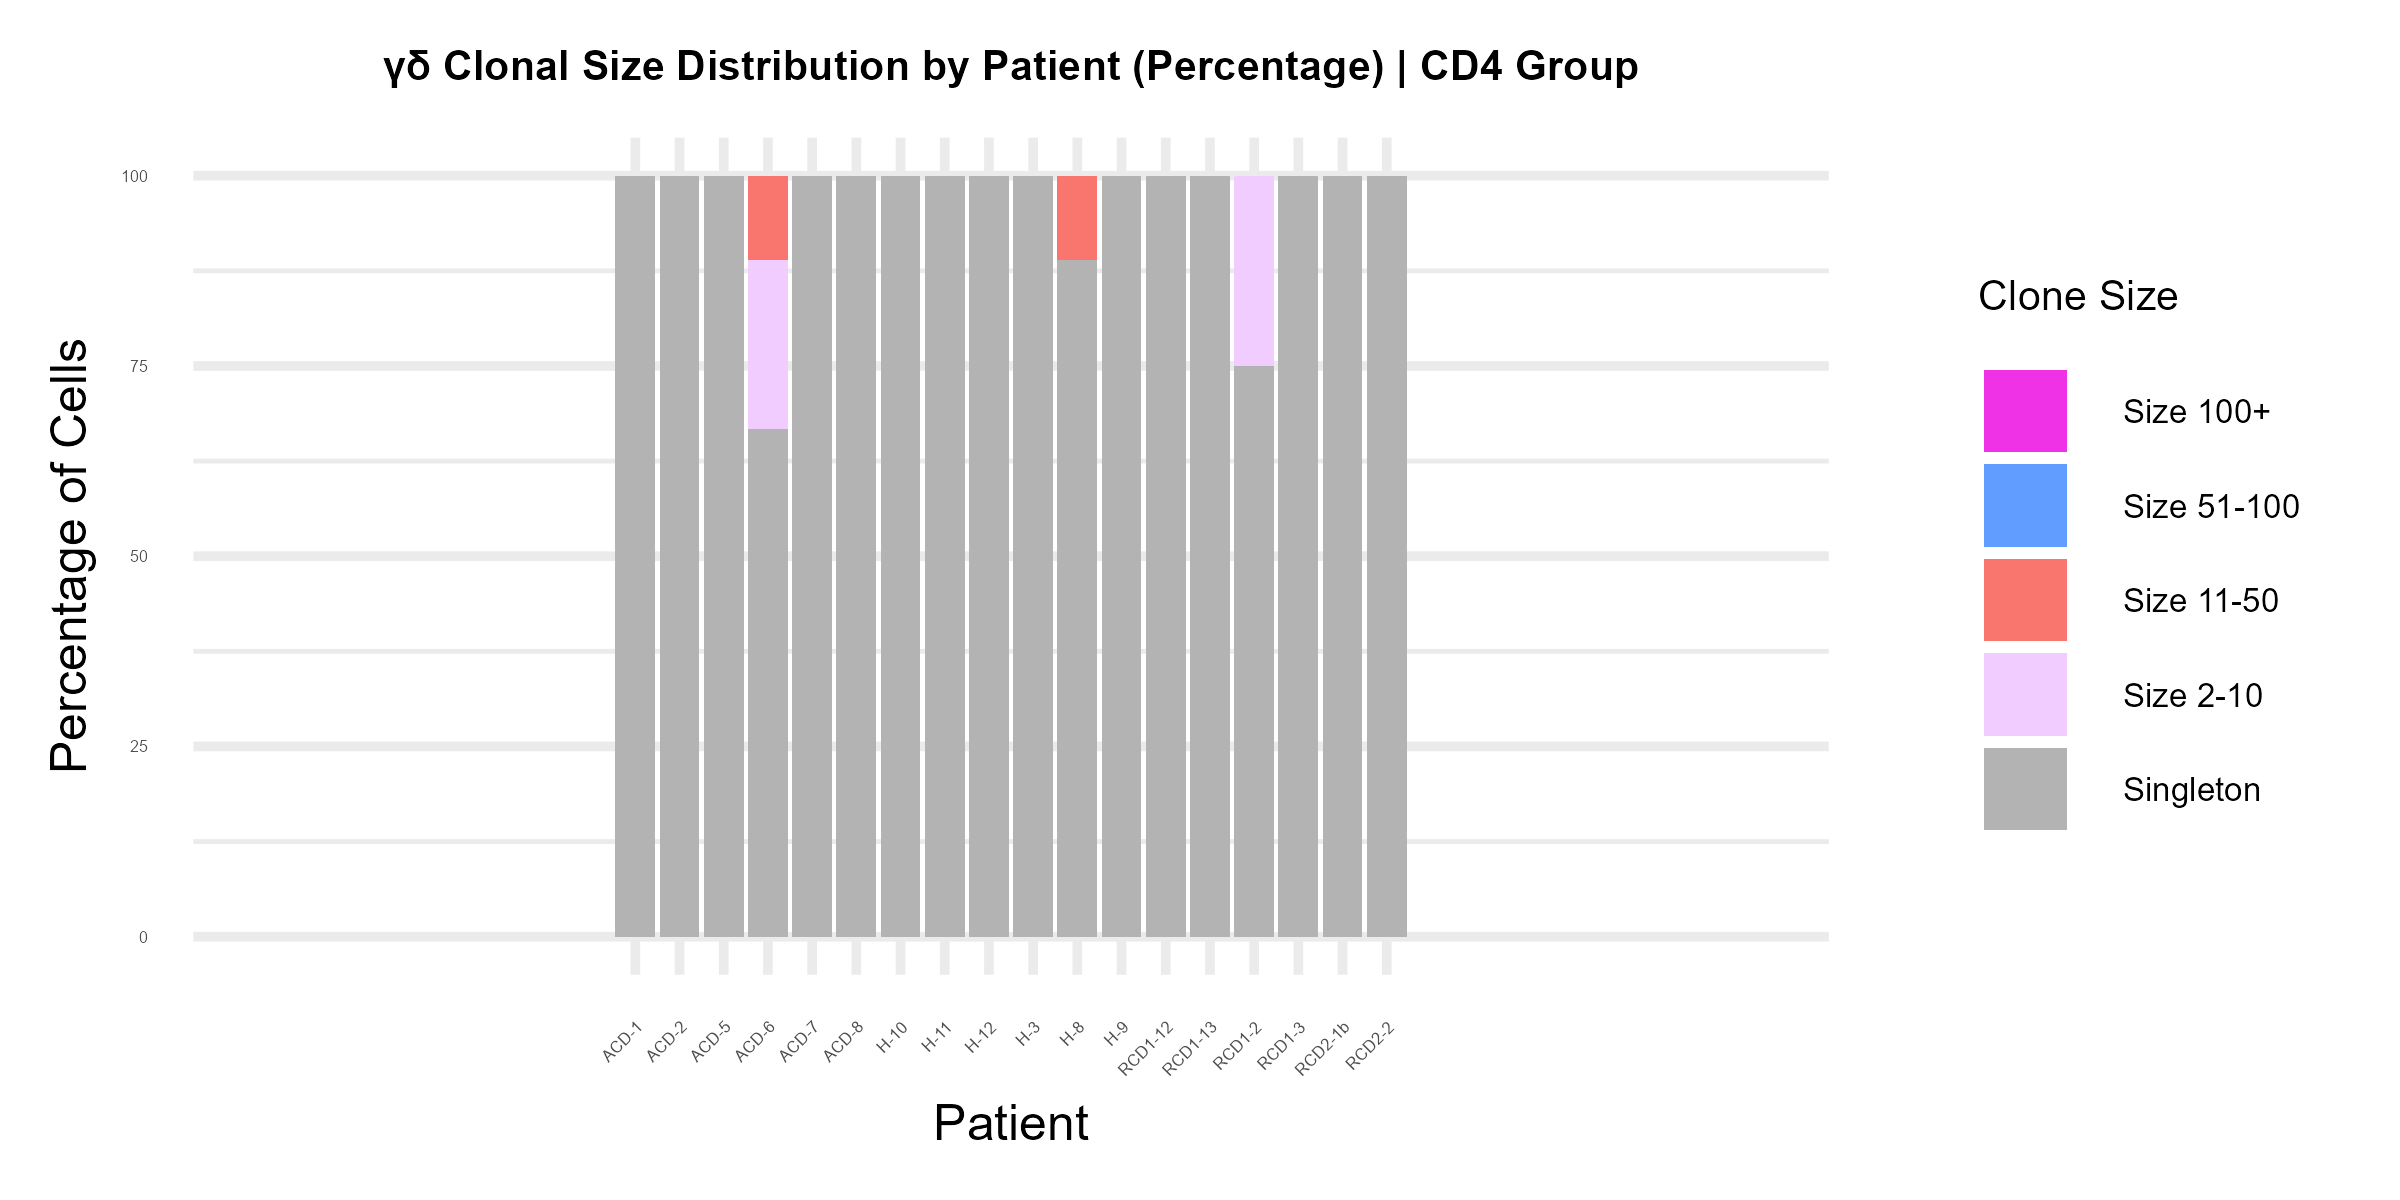 γδ Clonal Size Distribution by Patient (Percentage) | CD4 Group
Percentage of Cells
100
75
50
25
0
ACD-1
ACD-2
ACD-5
ACD-6
ACD-7
ACD-8
H-10
H-11
H-12
H-3
H-8
H-9
RCD1-12
RCD1-13
RCD1-2
RCD1-3
RCD2-1b
RCD2-2
Patient
Clone Size
Size 100+
Size 51-100
Size 11-50
Size 2-10
Singleton